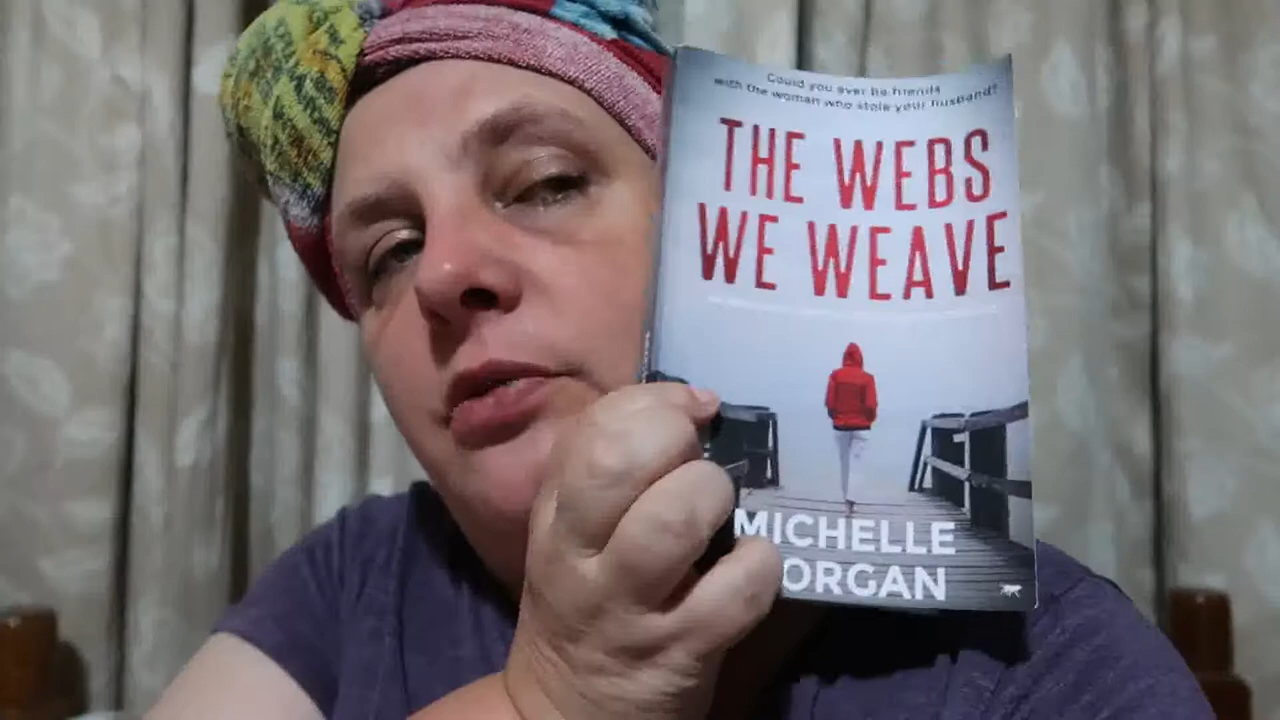 Could you ever be friends
with the woman who stole your husband?
THE WEBS
WE WEAVE
MICHELLE
ORGAN